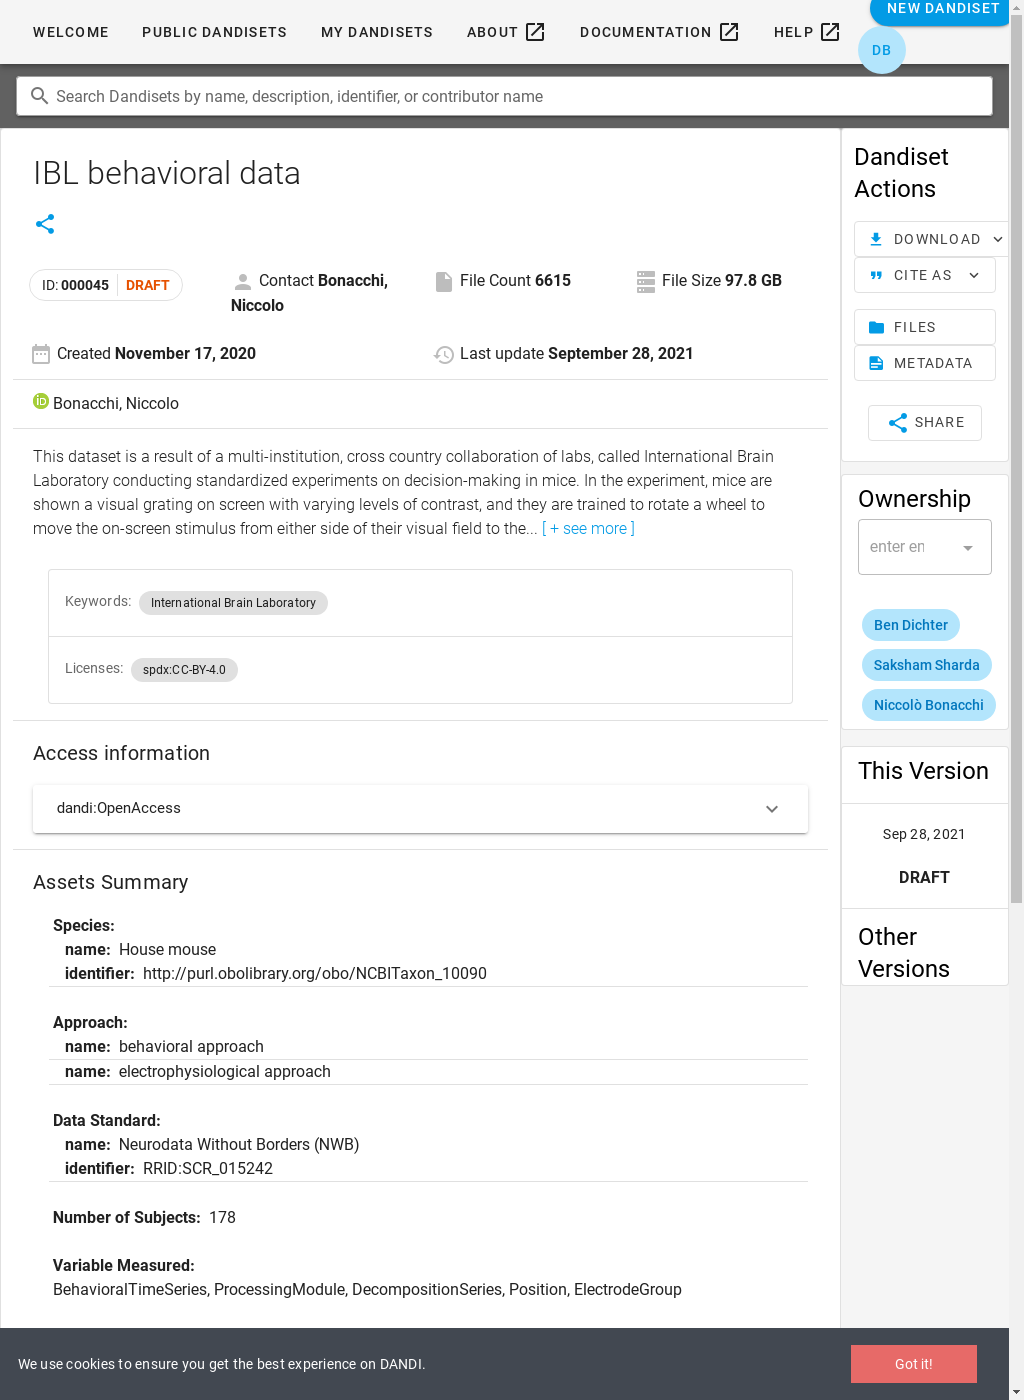 WELCOME PUBLIC DANDISETS MY DANDISETS ABOUT DOCUMENTATION HELP
NEW DANDISET
DB
Search Dandisets by name, description, identifier, or contributor name
IBL behavioral data
ID: 000045 DRAFT
Contact Bonacchi,
Niccolo
File Count 6615
File Size 97.8 GB
Created November 17, 2020
Last update September 28, 2021
Bonacchi, Niccolo
This dataset is a result of a multi-institution, cross country collaboration of labs, called International Brain
Laboratory conducting standardized experiments on decision-making in mice. In the experiment, mice are
shown a visual grating on screen with varying levels of contrast, and they are trained to rotate a wheel to
move the on-screen stimulus from either side of their visual field to the... [ + see more ]
Keywords: International Brain Laboratory
Licenses: spdx:CC-BY-4.0
Access information
dandi:OpenAccess
Assets Summary
Species:
name: House mouse
identifier: http://purl.obolibrary.org/obo/NCBITaxon_10090
Approach:
name: behavioral approach
name: electrophysiological approach
Data Standard:
name: Neurodata Without Borders (NWB)
identifier: RRID:SCR_015242
Number of Subjects: 178
Variable Measured:
BehavioralTimeSeries, ProcessingModule, DecompositionSeries, Position, ElectrodeGroup
Dandiset
Actions
DOWNLOAD
CITE AS
FILES
METADATA
SHARE
Ownership
enter en
Ben Dichter
Saksham Sharda
Niccolò Bonacchi
This Version
Sep 28, 2021
DRAFT
Other
Versions
We use cookies to ensure you get the best experience on DANDI.
Got it!